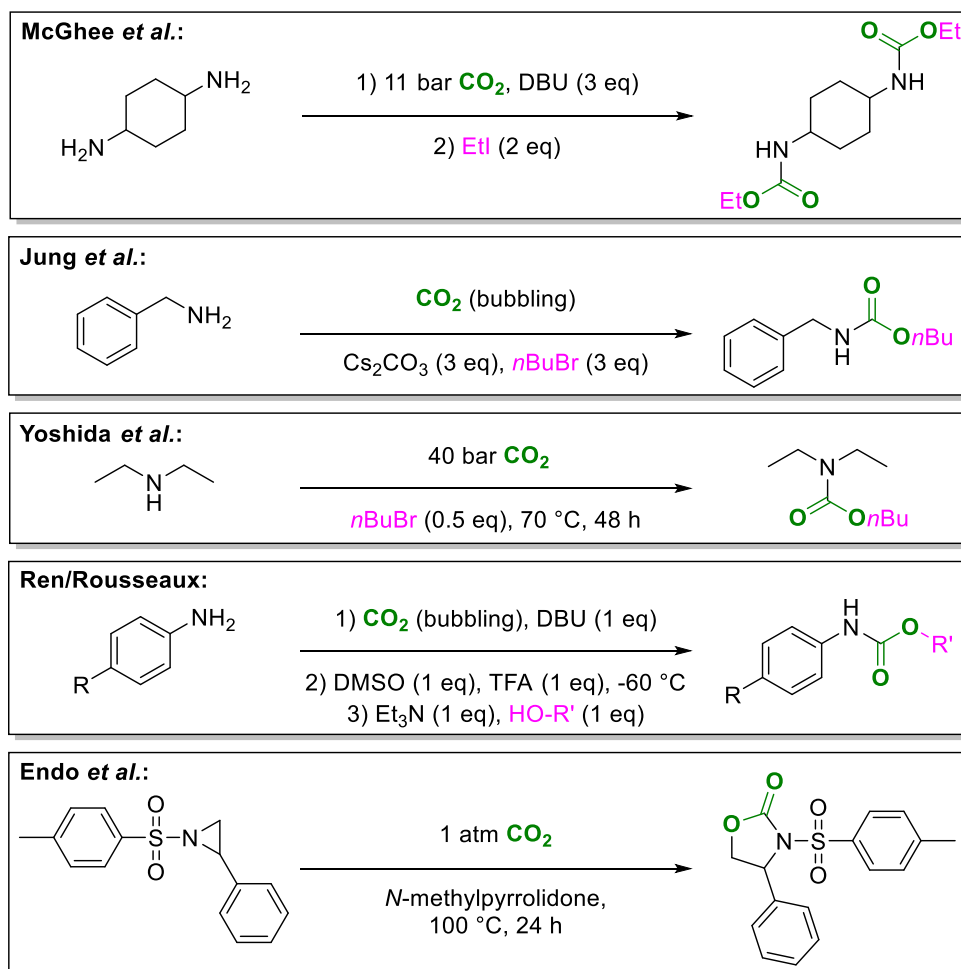 McGhee et al.:
NH2
H2N
1) 11 bar CO2, DBU (3 eq)
2) EtI (2 eq)
O
OEt
NH
HN
EtO
O
Jung et al.:
NH2
CO2 (bubbling)
Cs2CO3 (3 eq), nBuBr (3 eq)
O
N
H
OnBu
Yoshida et al.:
N
H
40 bar CO2
nBuBr (0.5 eq), 70 °C, 48 h
N
O
OnBu
Ren/Rousseaux:
NH2
R
1) CO2 (bubbling), DBU (1 eq)
2) DMSO (1 eq), TFA (1 eq), -60 °C
3) Et3N (1 eq), HO-R' (1 eq)
H
N
O
R'
O
R
Endo et al.:
O
S
N
O
1 atm CO2
N-methylpyrrolidone,
100 °C, 24 h
O
O
N
O
S
O